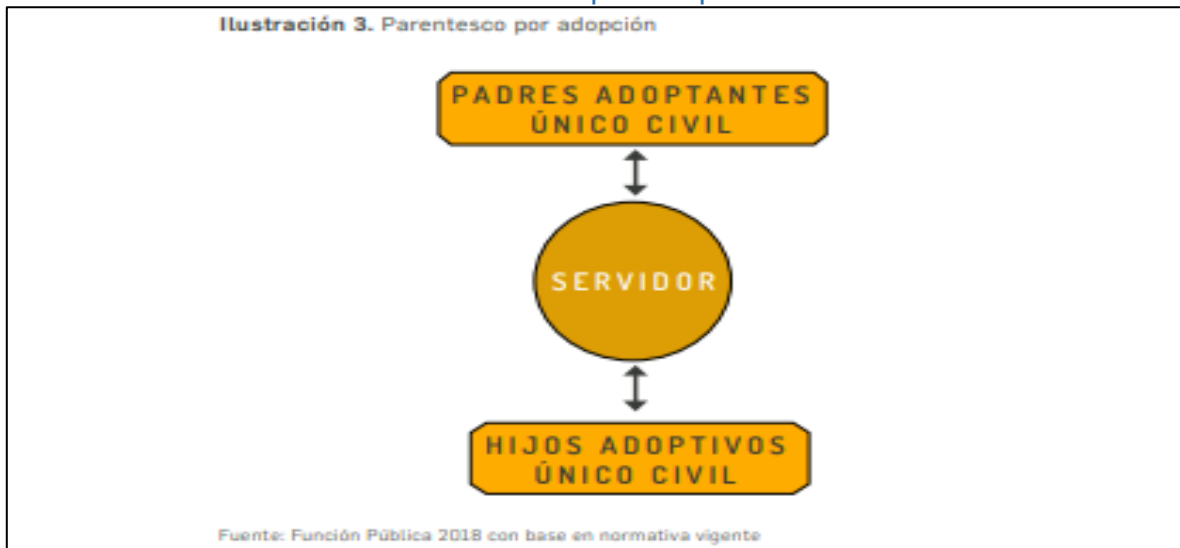 Ilustración 3. Parentesco por adopción
PADRES ADOPTANTES
ÚNICO CIVIL
SERVIDOR
HIJOS ADOPTIVOS
ÚNICO CIVIL
Fuente: Función Pública 2018 con base en normativa vigente